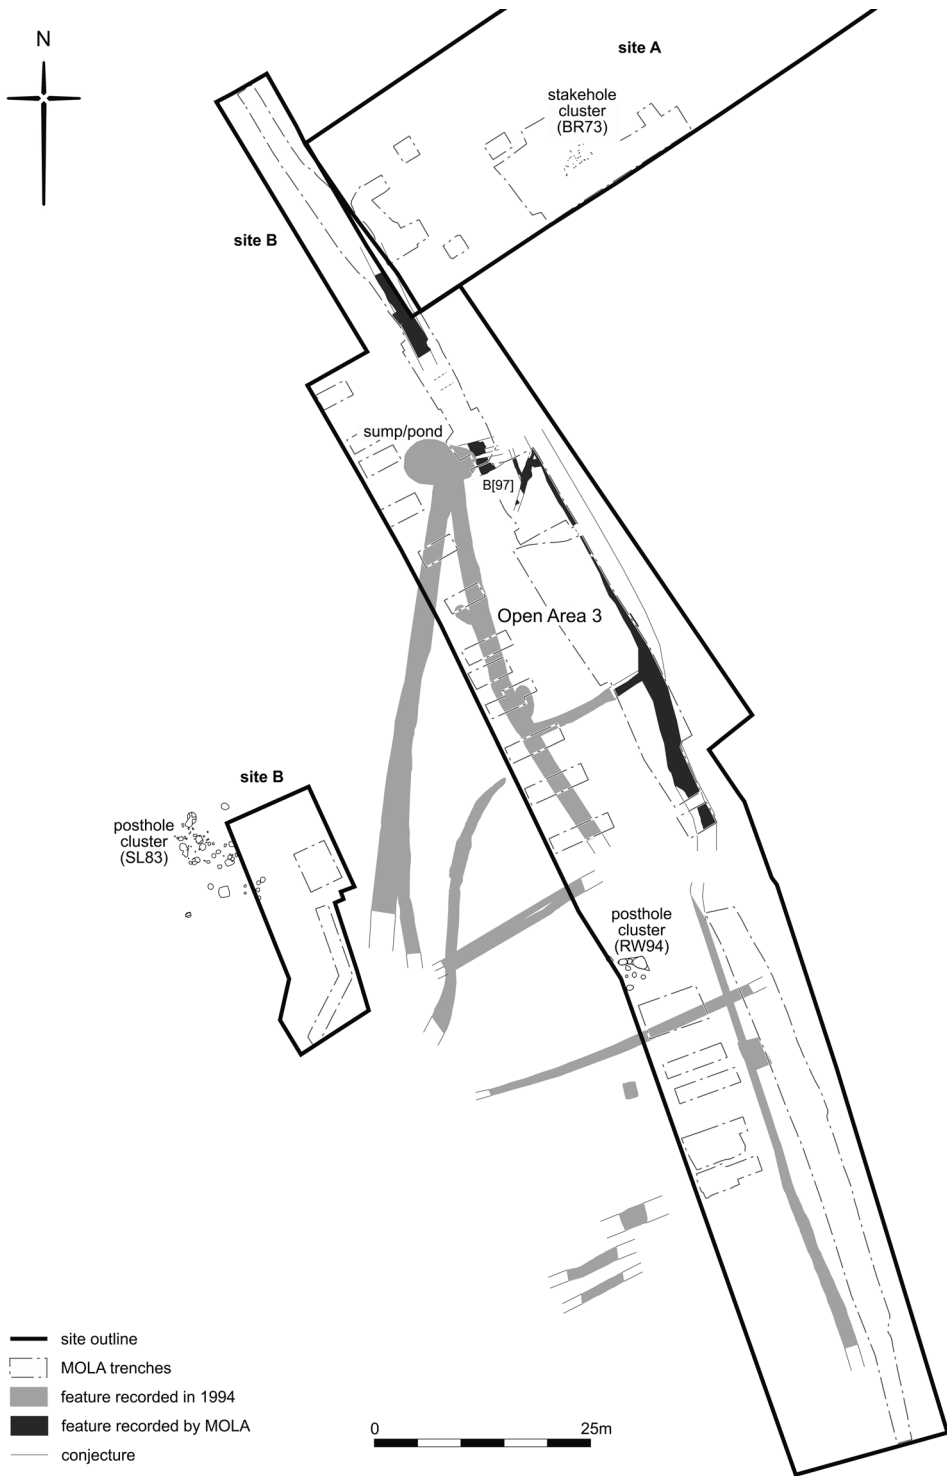 N
site A
stakehole
cluster
(BR73)
site B
sump/pond
B[97]
Open Area 3
site B
posthole
cluster
(SL83)
posthole
cluster
(RW94)
site outline
MOLA trenches
feature recorded in 1994
feature recorded by MOLA
conjecture
0 25m